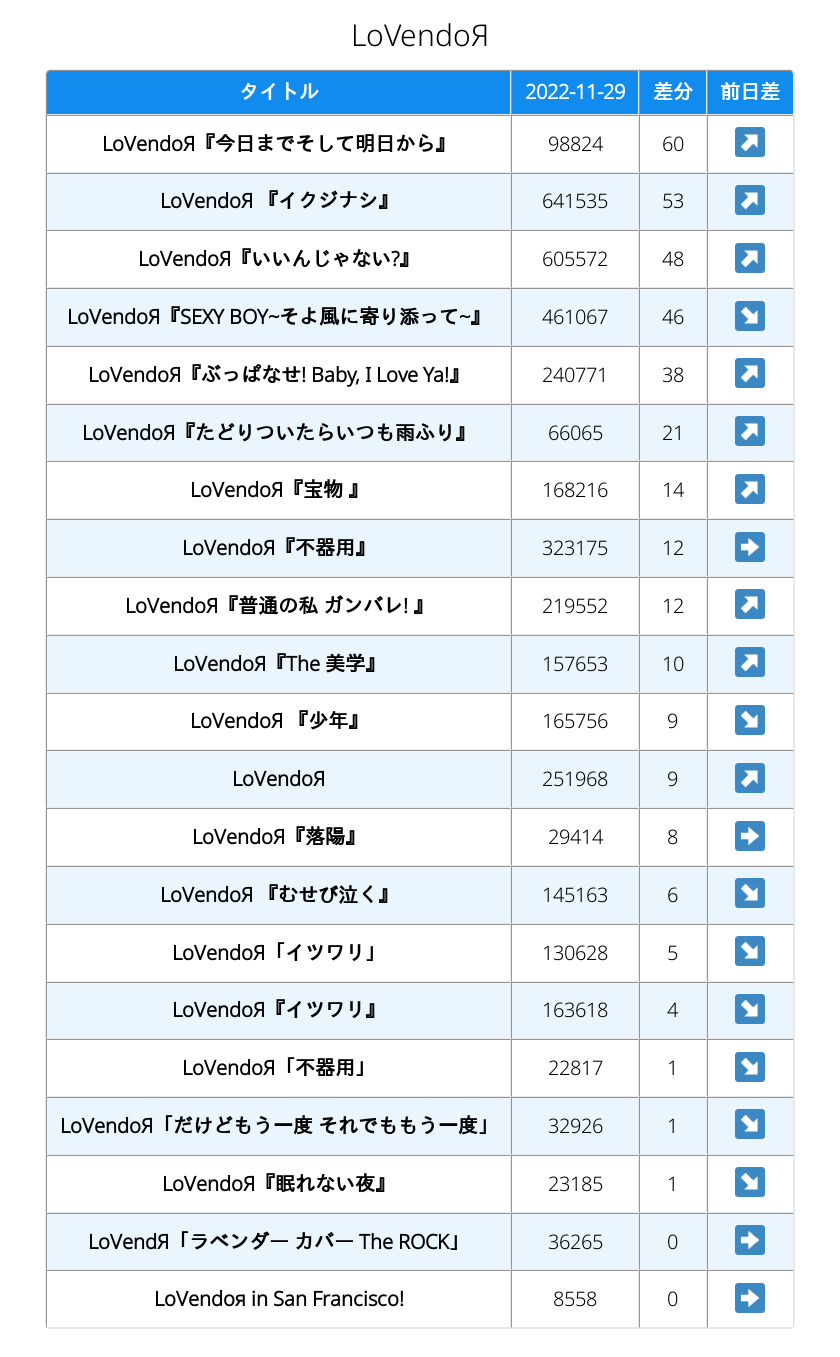 LoVendoЯ
タイトル 2022-11-29 差分 前日差
LoVendoЯ『今日までそして明日から』 98824 60 ↗
LoVendoЯ 『イクジナシ』 641535 53 ↗
LoVendoЯ『いいんじゃない?』 605572 48 ↗
LoVendoЯ『SEXY BOY~そよ風に寄り添って~』 461067 46 ↘
LoVendoЯ『ぶっぱなせ! Baby, I Love Ya!』 240771 38 ↗
LoVendoЯ『たどりついたらいつも雨ふり』 66065 21 ↗
LoVendoЯ『宝物 』 168216 14 ↗
LoVendoЯ『不器用』 323175 12 ➡
LoVendoЯ『普通の私 ガンバレ! 』 219552 12 ↗
LoVendoЯ『The 美学』 157653 10 ↗
LoVendoЯ 『少年』 165756 9 ↘
LoVendoЯ 251968 9 ↗
LoVendoЯ『落陽』 29414 8 ➡
LoVendoЯ 『むせび泣く』 145163 6 ↘
LoVendoЯ「イツワリ」 130628 5 ↘
LoVendoЯ『イツワリ』 163618 4 ↘
LoVendoЯ「不器用」 22817 1 ↘
LoVendoЯ「だけどもう一度 それでももう一度」 32926 1 ↘
LoVendoЯ『眠れない夜』 23185 1 ↘
LoVendЯ「ラベンダー カバー The ROCK」 36265 0 ➡
LoVendoя in San Francisco! 8558 0 ➡